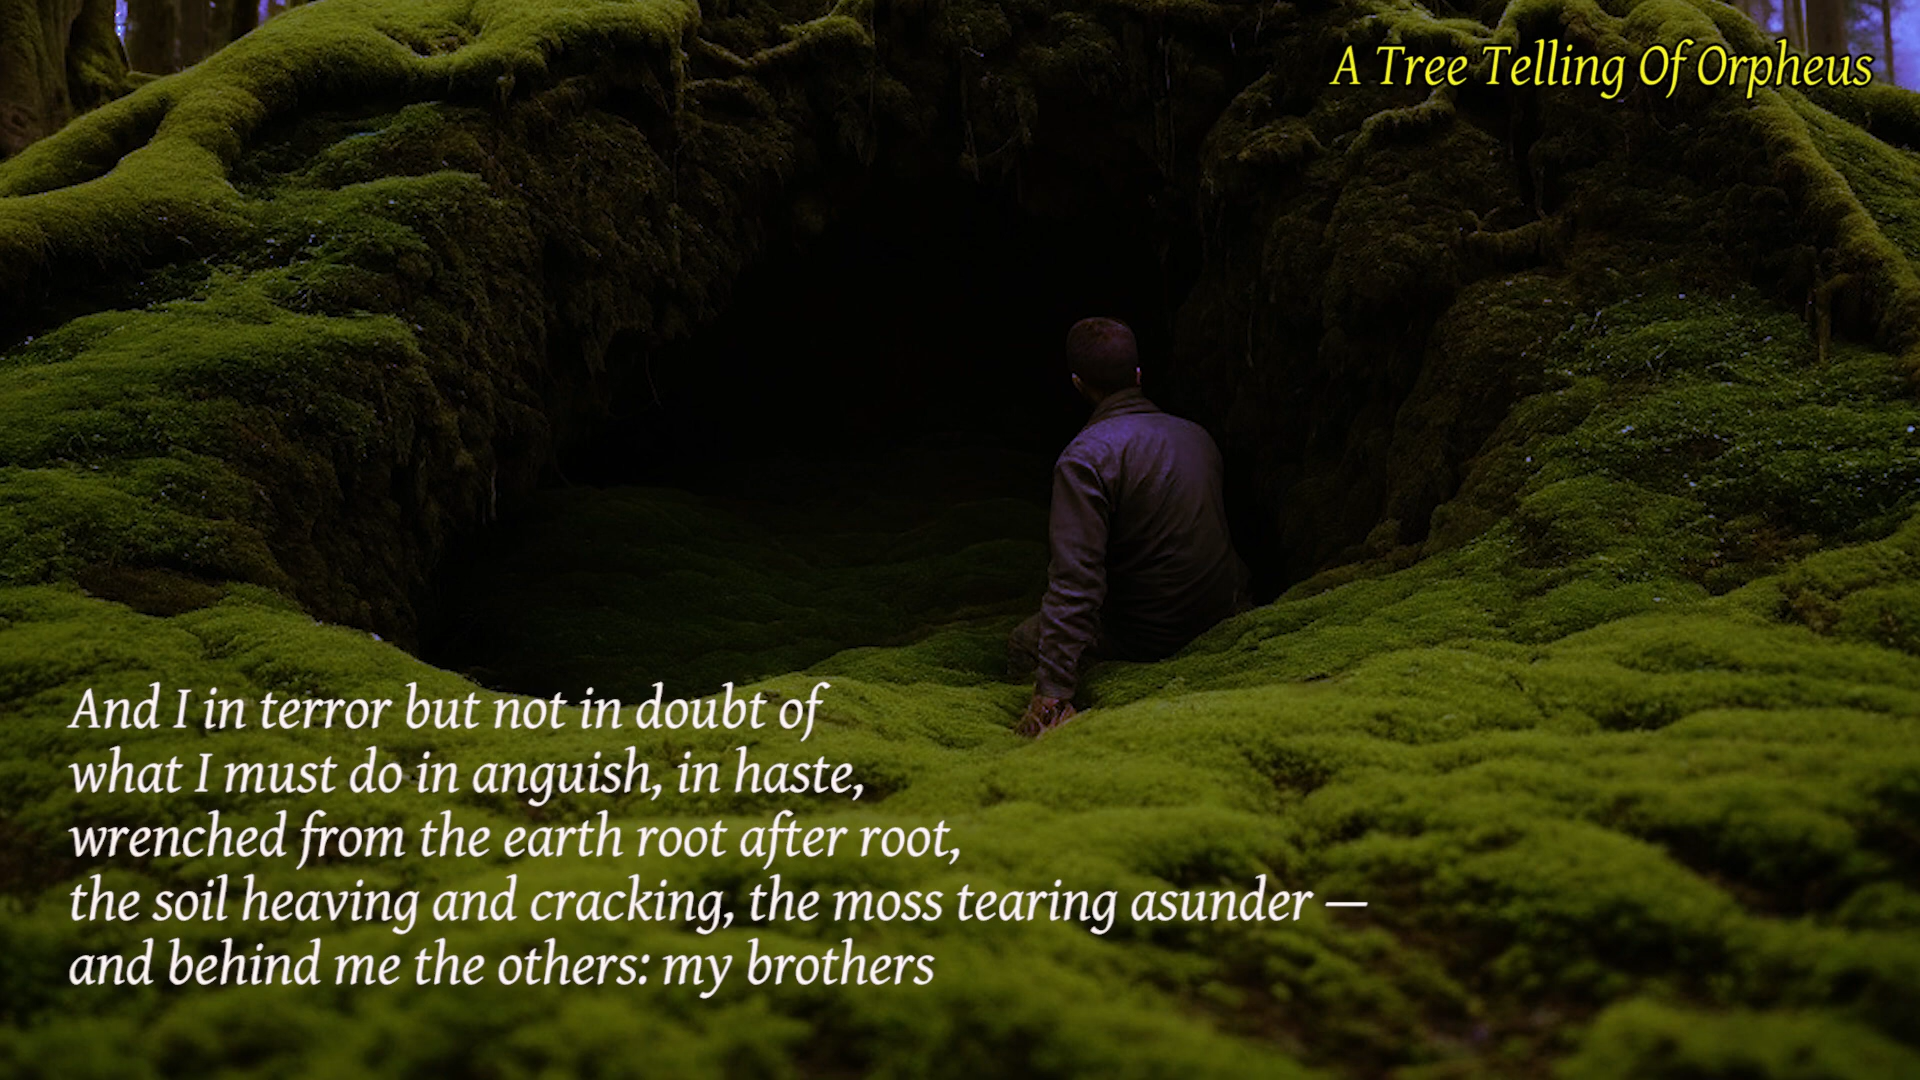 A Tree Telling Of Orpheus
And I in terror but not in doubt of
what I must do in anguish, in haste,
wrenched from the earth root after root,
the soil heaving and cracking, the moss tearing asunder —
and behind me the others: my brothers